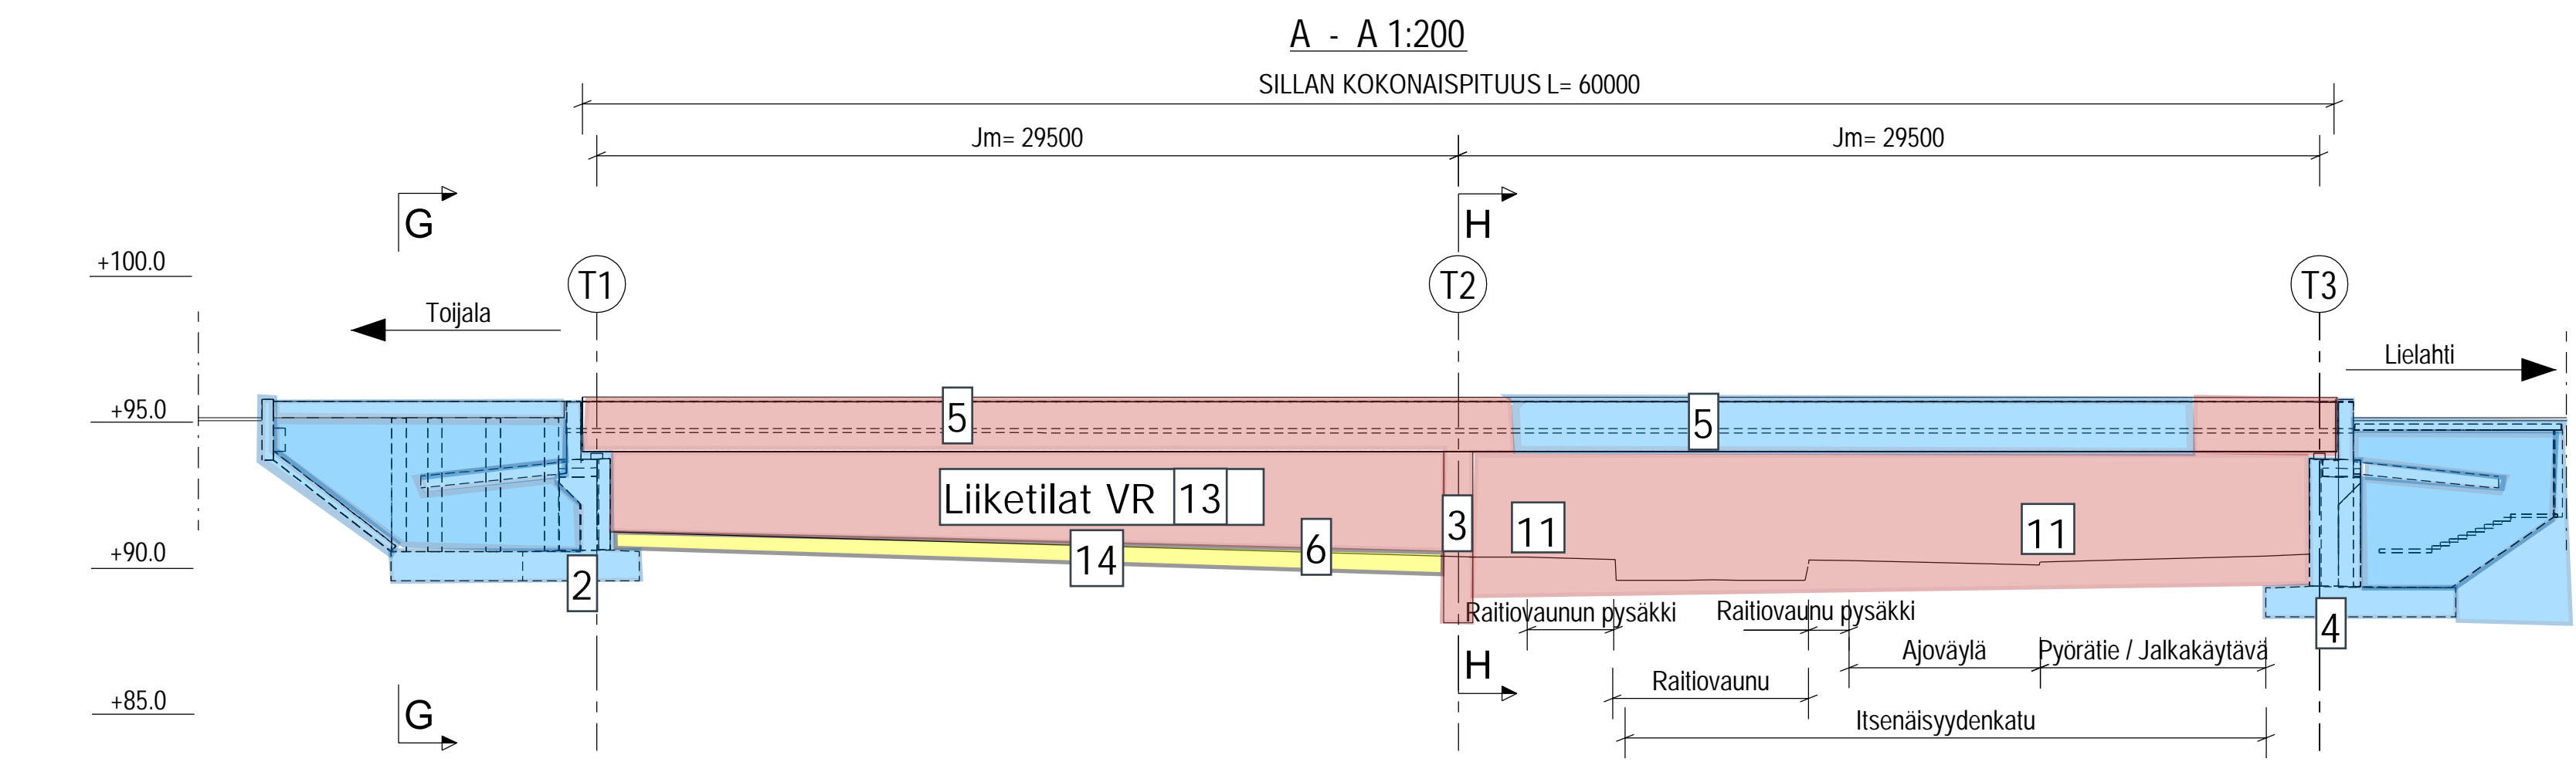 A - A 1:200
SILLAN KOKONAISPITUUS L= 60000
Jm= 29500
Jm= 29500
G
H
+100.0
T1
T2
T3
Toijala
Lielahti
+95.0
5
5
Liiketilat VR 13
3
11
11
+90.0
14
6
2
Raitiovaunun pysäkki
Raitiovaunu pysäkki
4
H
Ajoväylä
Pyörätie / Jalkakäytävä
Raitiovaunu
+85.0
G
Itsenäisyydenkatu